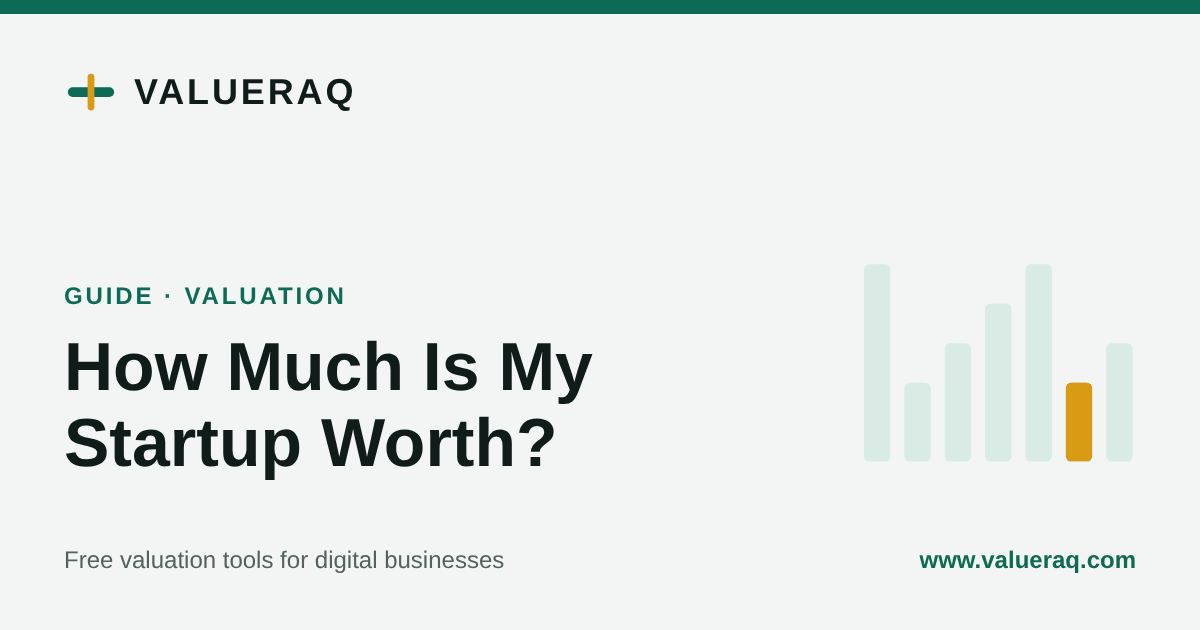 VALUERAQ
GUIDE · VALUATION
How Much Is My
Startup Worth?
Free valuation tools for digital businesses
www.valueraq.com